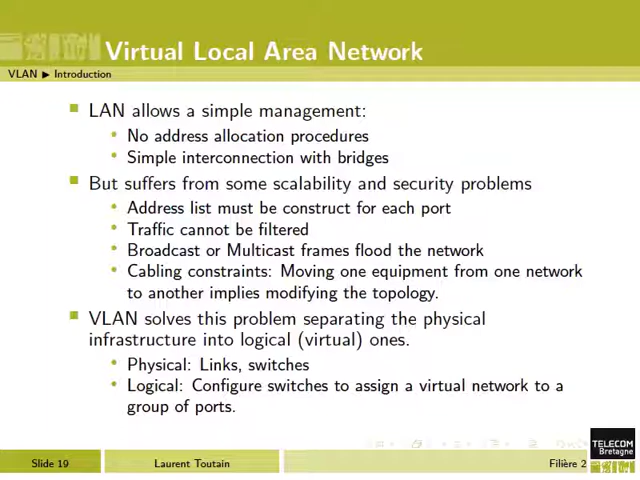 Virtual Local Area Network
VLAN ▶ Introduction
LAN allows a simple management:
No address allocation procedures
Simple interconnection with bridges
But suffers from some scalability and security problems
Address list must be construct for each port
Traffic cannot be filtered
Broadcast or Multicast frames flood the network
Cabling constraints: Moving one equipment from one network
to another implies modifying the topology.
VLAN solves this problem separating the physical
infrastructure into logical (virtual) ones.
Physical: Links, switches
Logical: Configure switches to assign a virtual network to a
group of ports.
TELECOM
Bretagne
Slide 19
Laurent Toutain
Filière 2